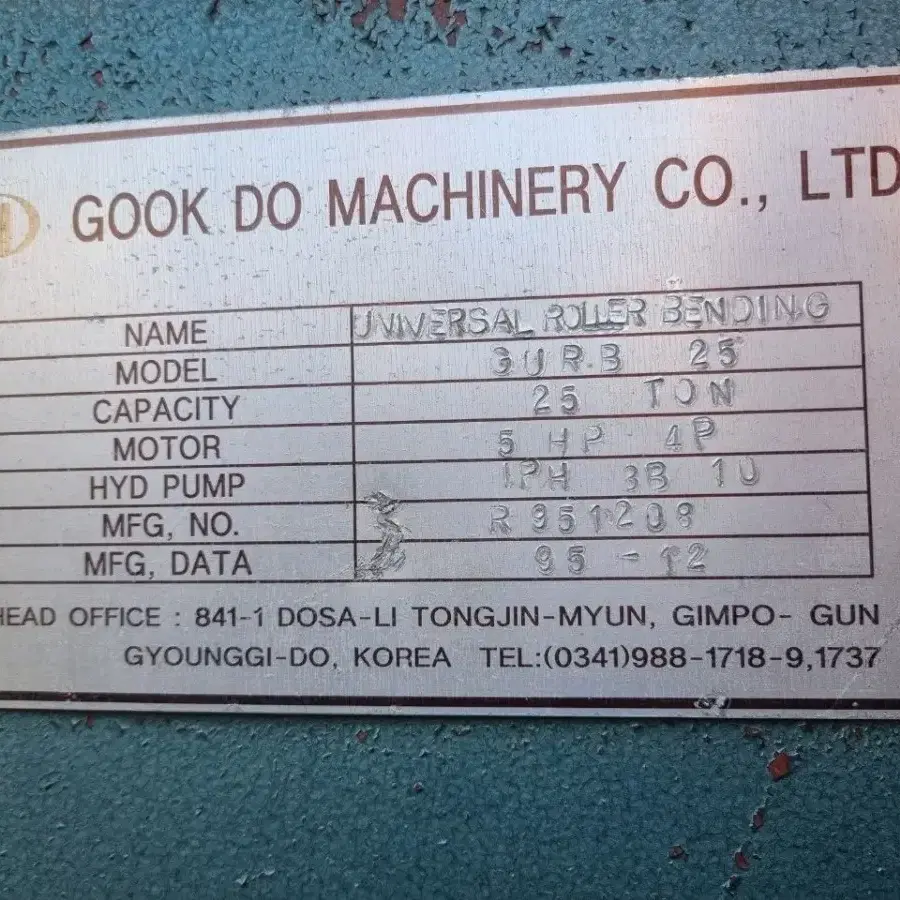 GOOK DO MACHINERY CO., LTD
NAME UNIVERSAL ROLLER BENDING
MODEL GUR.B 25
CAPACITY 25 TON
MOTOR 5 HP 4P
HYD PUMP IPH 3B 10
MFG, NO. R951208
MFG, DATA 95-12
HEAD OFFICE : 841-1 DOSA-LI TONGJIN-MYUN, GIMPO- GUN
GYOUNGGI-DO, KOREA TEL:(0341)988-1718-9,1737